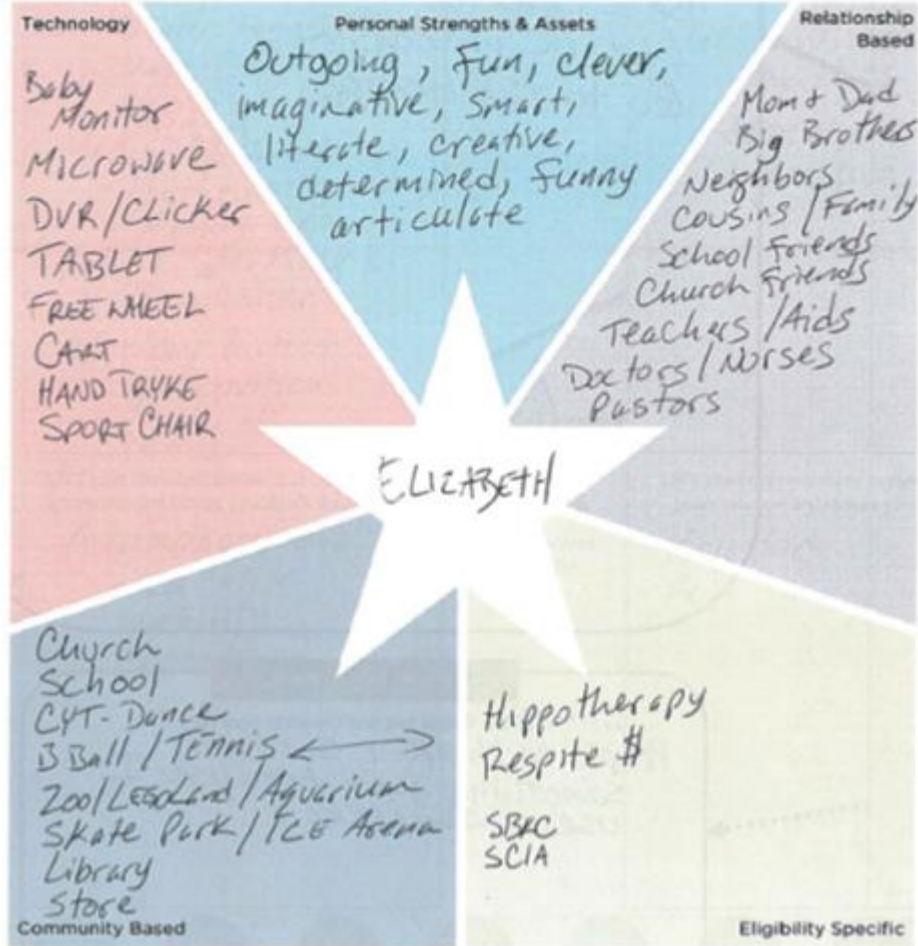 Technology
Baby
Monitor
MICROWAVE
DVR/CLICKER
TABLET
FREE WHEEL
CART
HAND TRYKE
SPORT CHAIR
Personal Strengths & Assets
Outgoing, Fun, clever,
imaginative, Smart,
literate, creative,
determined, funny
articulate
Relationship
Based
Mom & Dad
Big Brothers
Neighbors
Cousins / Family
School friends
Church friends
Teachers / Aids
Doctors / Nurses
Pastors
ELIZABETH
Church
School
CYT-Dance
BBall / TENNIS
Zoo/LEGOLand/Aquarium
Skate Park / ICE Arena
Library
Store
Community Based
Hippotherapy
Respite $
SBRC
SCIA
Eligibility Specific